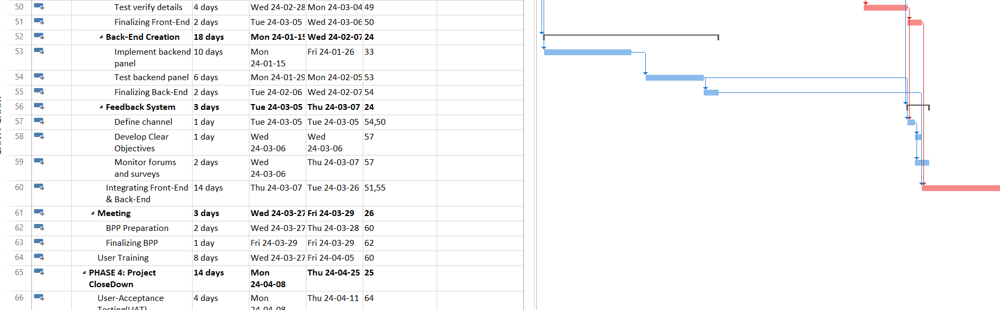 50 Test verify details 4 days Wed 24-02-28 Mon 24-03-04 49
51 Finalizing Front-End 2 days Tue 24-03-05 Wed 24-03-06 50
52 Back-End Creation 18 days Mon 24-01-15 Wed 24-02-07 24
53 Implement backend 10 days Mon Fri 24-01-26 33
panel 24-01-15
54 Test backend panel 6 days Mon 24-01-29 Mon 24-02-05 53
55 Finalizing Back-End 2 days Tue 24-02-06 Wed 24-02-07 54
56 Feedback System 3 days Tue 24-03-05 Thu 24-03-07 24
57 Define channel 1 day Tue 24-03-05 Tue 24-03-05 54,50
58 Develop Clear 1 day Wed Wed 57
Objectives 24-03-06 24-03-06
59 Monitor forums 2 days Wed Thu 24-03-07 57
and surveys 24-03-06
60 Integrating Front-End 14 days Thu 24-03-07 Tue 24-03-26 51,55
& Back-End
61 Meeting 3 days Wed 24-03-27 Fri 24-03-29 26
62 BPP Preparation 2 days Wed 24-03-27 Thu 24-03-28 60
63 Finalizing BPP 1 day Fri 24-03-29 Fri 24-03-29 62
64 User Training 8 days Wed 24-03-27 Fri 24-04-05 60
65 PHASE 4: Project 14 days Mon Thu 24-04-25 25
CloseDown 24-04-08
66 User-Acceptance 4 days Mon Thu 24-04-11 64
Testing(UAT) 24-04-08